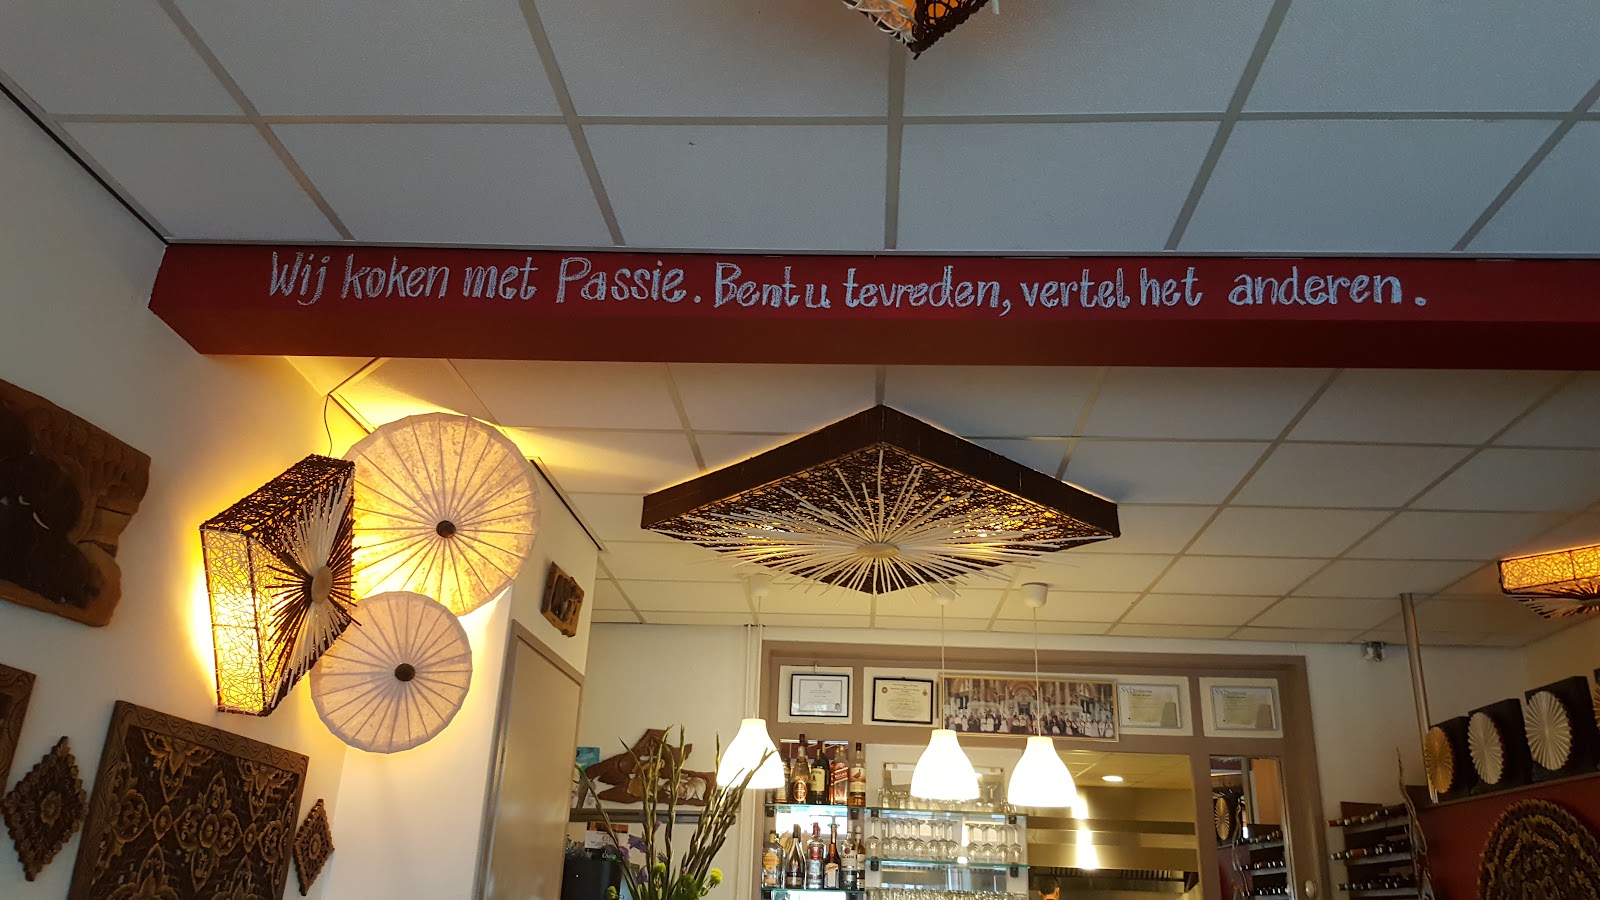 Wij koken met Passie. Bent u tevreden, vertel het anderen.